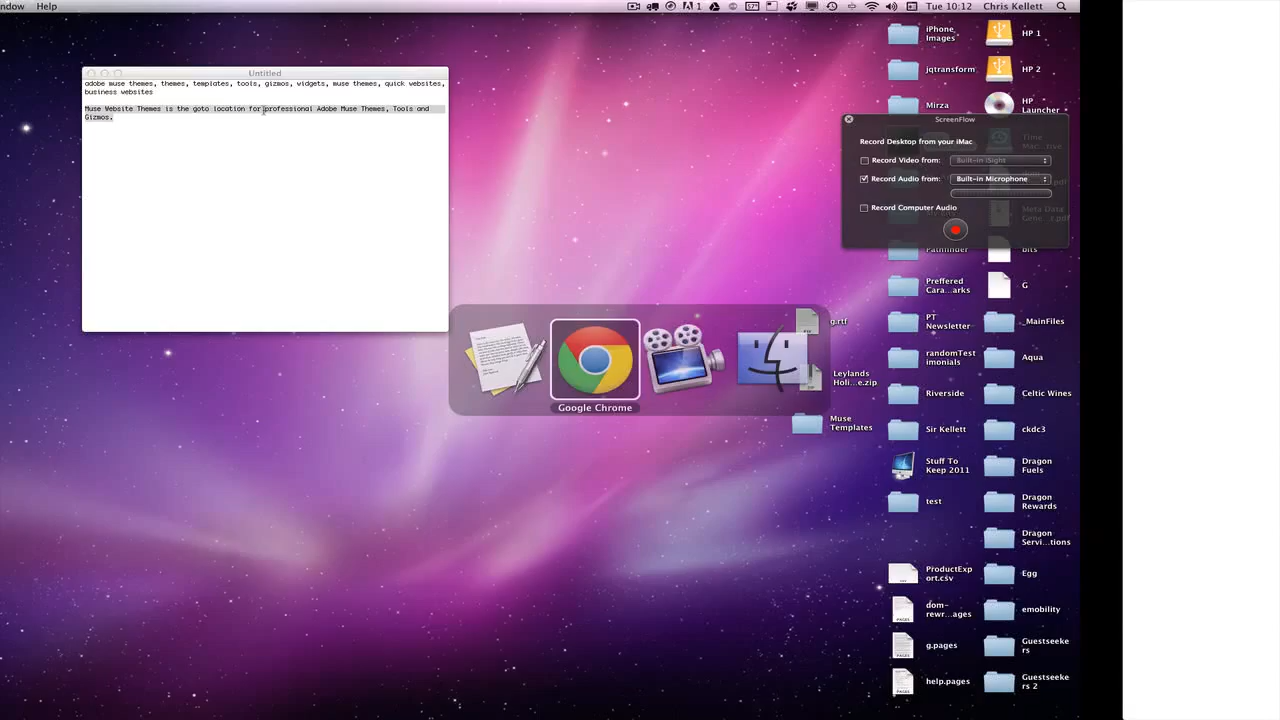 ndow Help
1
Tue 10:12 Chris Kellett
Untitled
adobe muse themes, themes, templates, tools, gizmos, widgets, muse themes, quick websites,
business websites
Muse Website Themes is the goto location for professional Adobe Muse Themes, Tools and
Gizmos.
iPhone
Images
HP 1
jqtransform
HP 2
Mirza
HP
Launcher
ScreenFlow
Record Desktop from your iMac
Record Video from: Built-in iSight
Record Audio from: Built-in Microphone
Record Computer Audio
Time
Mac...tive
Meta Data
Gene...t.pdf
Pathfinder
bits
Preffered
Cara...arks
G
g.rtf
PT
Newsletter
_MainFiles
randomTest
imonials
Aqua
Leylands
Holi...e.zip
Riverside
Celtic Wines
Google Chrome
Muse
Templates
Sir Kellett
ckdc3
Stuff To
Keep 2011
Dragon
Fuels
test
Dragon
Rewards
Dragon
Servi...tions
ProductExp
ort.csv
Egg
dom-
rewr...ages
PAGES
emobility
g.pages
PAGES
Guestseeke
rs
help.pages
PAGES
Guestseeke
rs 2